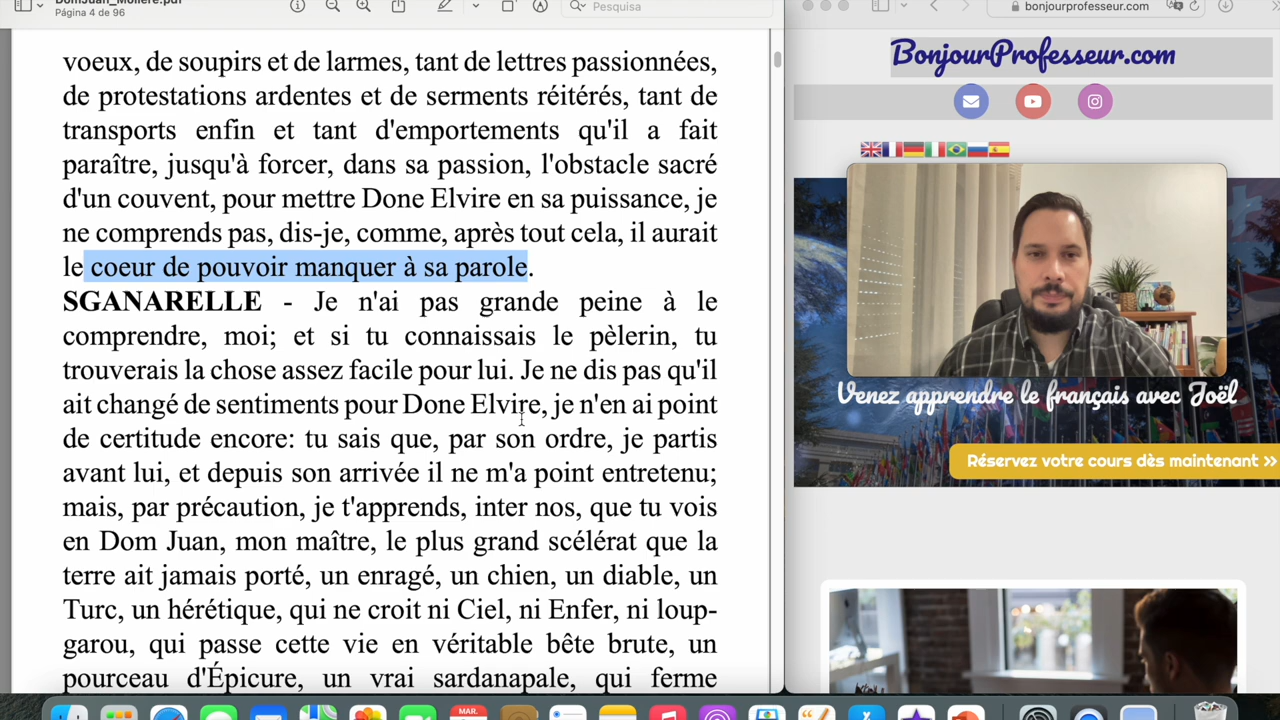 DomJuan_Moliere.pdf
Página 4 de 96
Pesquisa
voeux, de soupirs et de larmes, tant de lettres passionnées,
de protestations ardentes et de serments réitérés, tant de
transports enfin et tant d'emportements qu'il a fait
paraître, jusqu'à forcer, dans sa passion, l'obstacle sacré
d'un couvent, pour mettre Done Elvire en sa puissance, je
ne comprends pas, dis-je, comme, après tout cela, il aurait
le coeur de pouvoir manquer à sa parole.
SGANARELLE - Je n'ai pas grande peine à le
comprendre, moi; et si tu connaissais le pèlerin, tu
trouverais la chose assez facile pour lui. Je ne dis pas qu'il
ait changé de sentiments pour Done Elvire, je n'en ai point
de certitude encore: tu sais que, par son ordre, je partis
avant lui, et depuis son arrivée il ne m'a point entretenu;
mais, par précaution, je t'apprends, inter nos, que tu vois
en Dom Juan, mon maître, le plus grand scélérat que la
terre ait jamais porté, un enragé, un chien, un diable, un
Turc, un hérétique, qui ne croit ni Ciel, ni Enfer, ni loup-
garou, qui passe cette vie en véritable bête brute, un
pourceau d'Épicure, un vrai sardanapale, qui ferme
bonjourprofesseur.com
BonjourProfesseur.com
Venez apprendre le français avec Joël
Réservez votre cours dès maintenant >>
MAR.